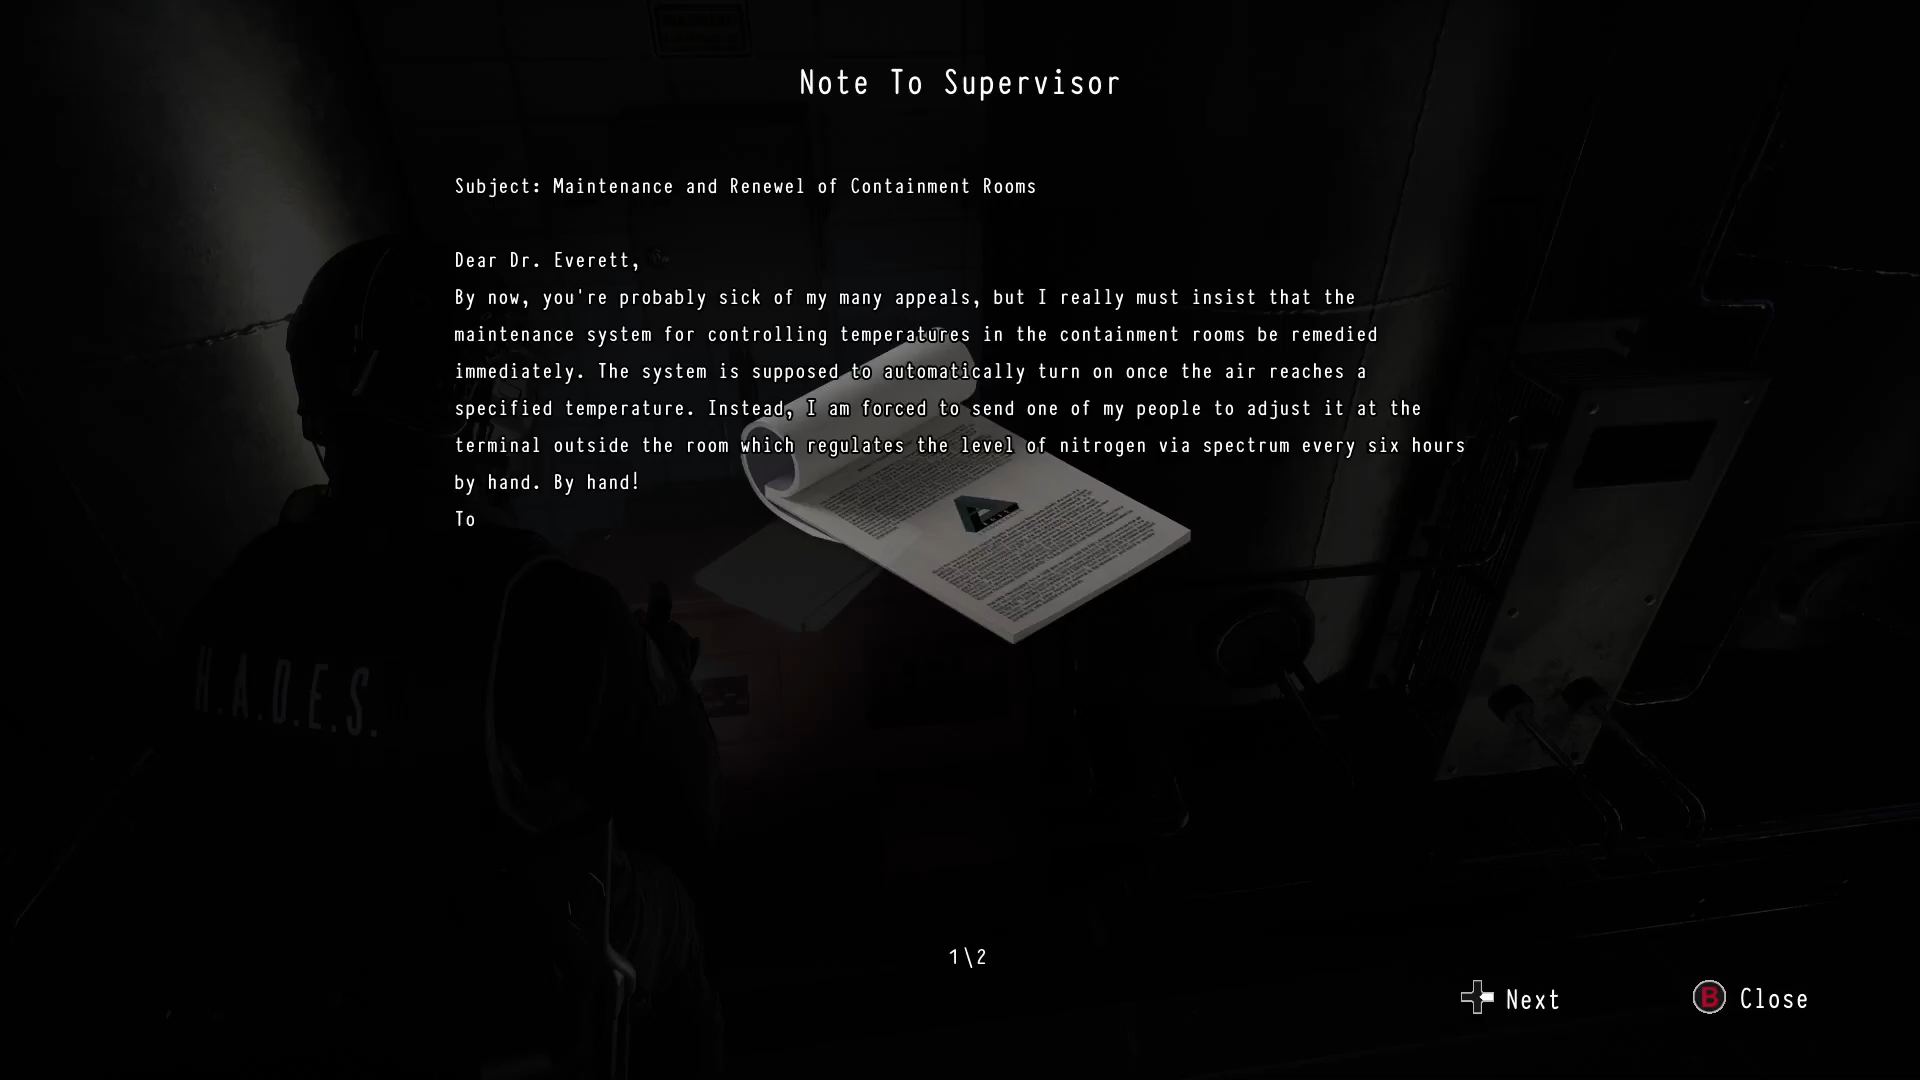 Note To Supervisor
Subject: Maintenance and Renewel of Containment Rooms
Dear Dr. Everett,
By now, you're probably sick of my many appeals, but I really must insist that the
maintenance system for controlling temperatures in the containment rooms be remedied
immediately. The system is supposed to automatically turn on once the air reaches a
specified temperature. Instead, I am forced to send one of my people to adjust it at the
terminal outside the room which regulates the level of nitrogen via spectrum every six hours
by hand. By hand!
To
H.A.D.E.S.
1\2
Next
B Close